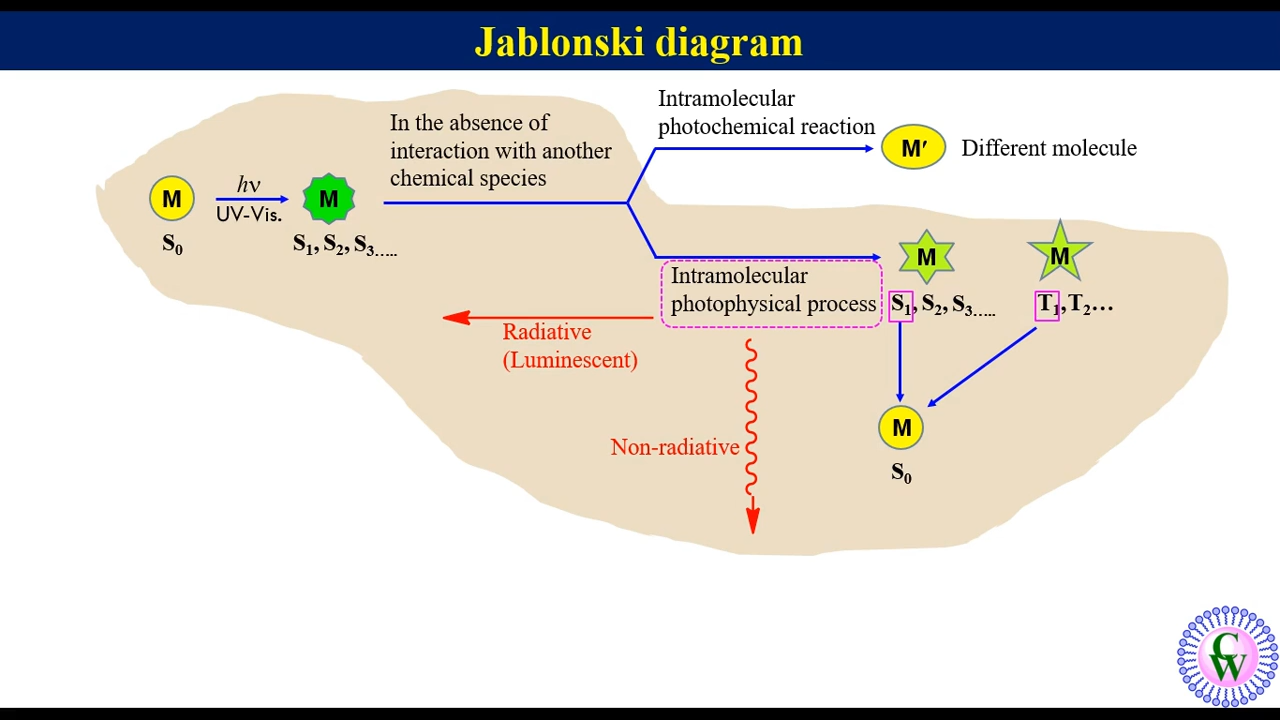 Jablonski diagram
In the absence of
interaction with another
chemical species
Intramolecular
photochemical reaction
M′
Different molecule
M
hν
UV-Vis.
M
S₀
S₁, S₂, S₃.....
Intramolecular
photophysical process
M
M
S₁, S₂, S₃.....
T₁, T₂...
Radiative
(Luminescent)
Non-radiative
M
S₀
CW